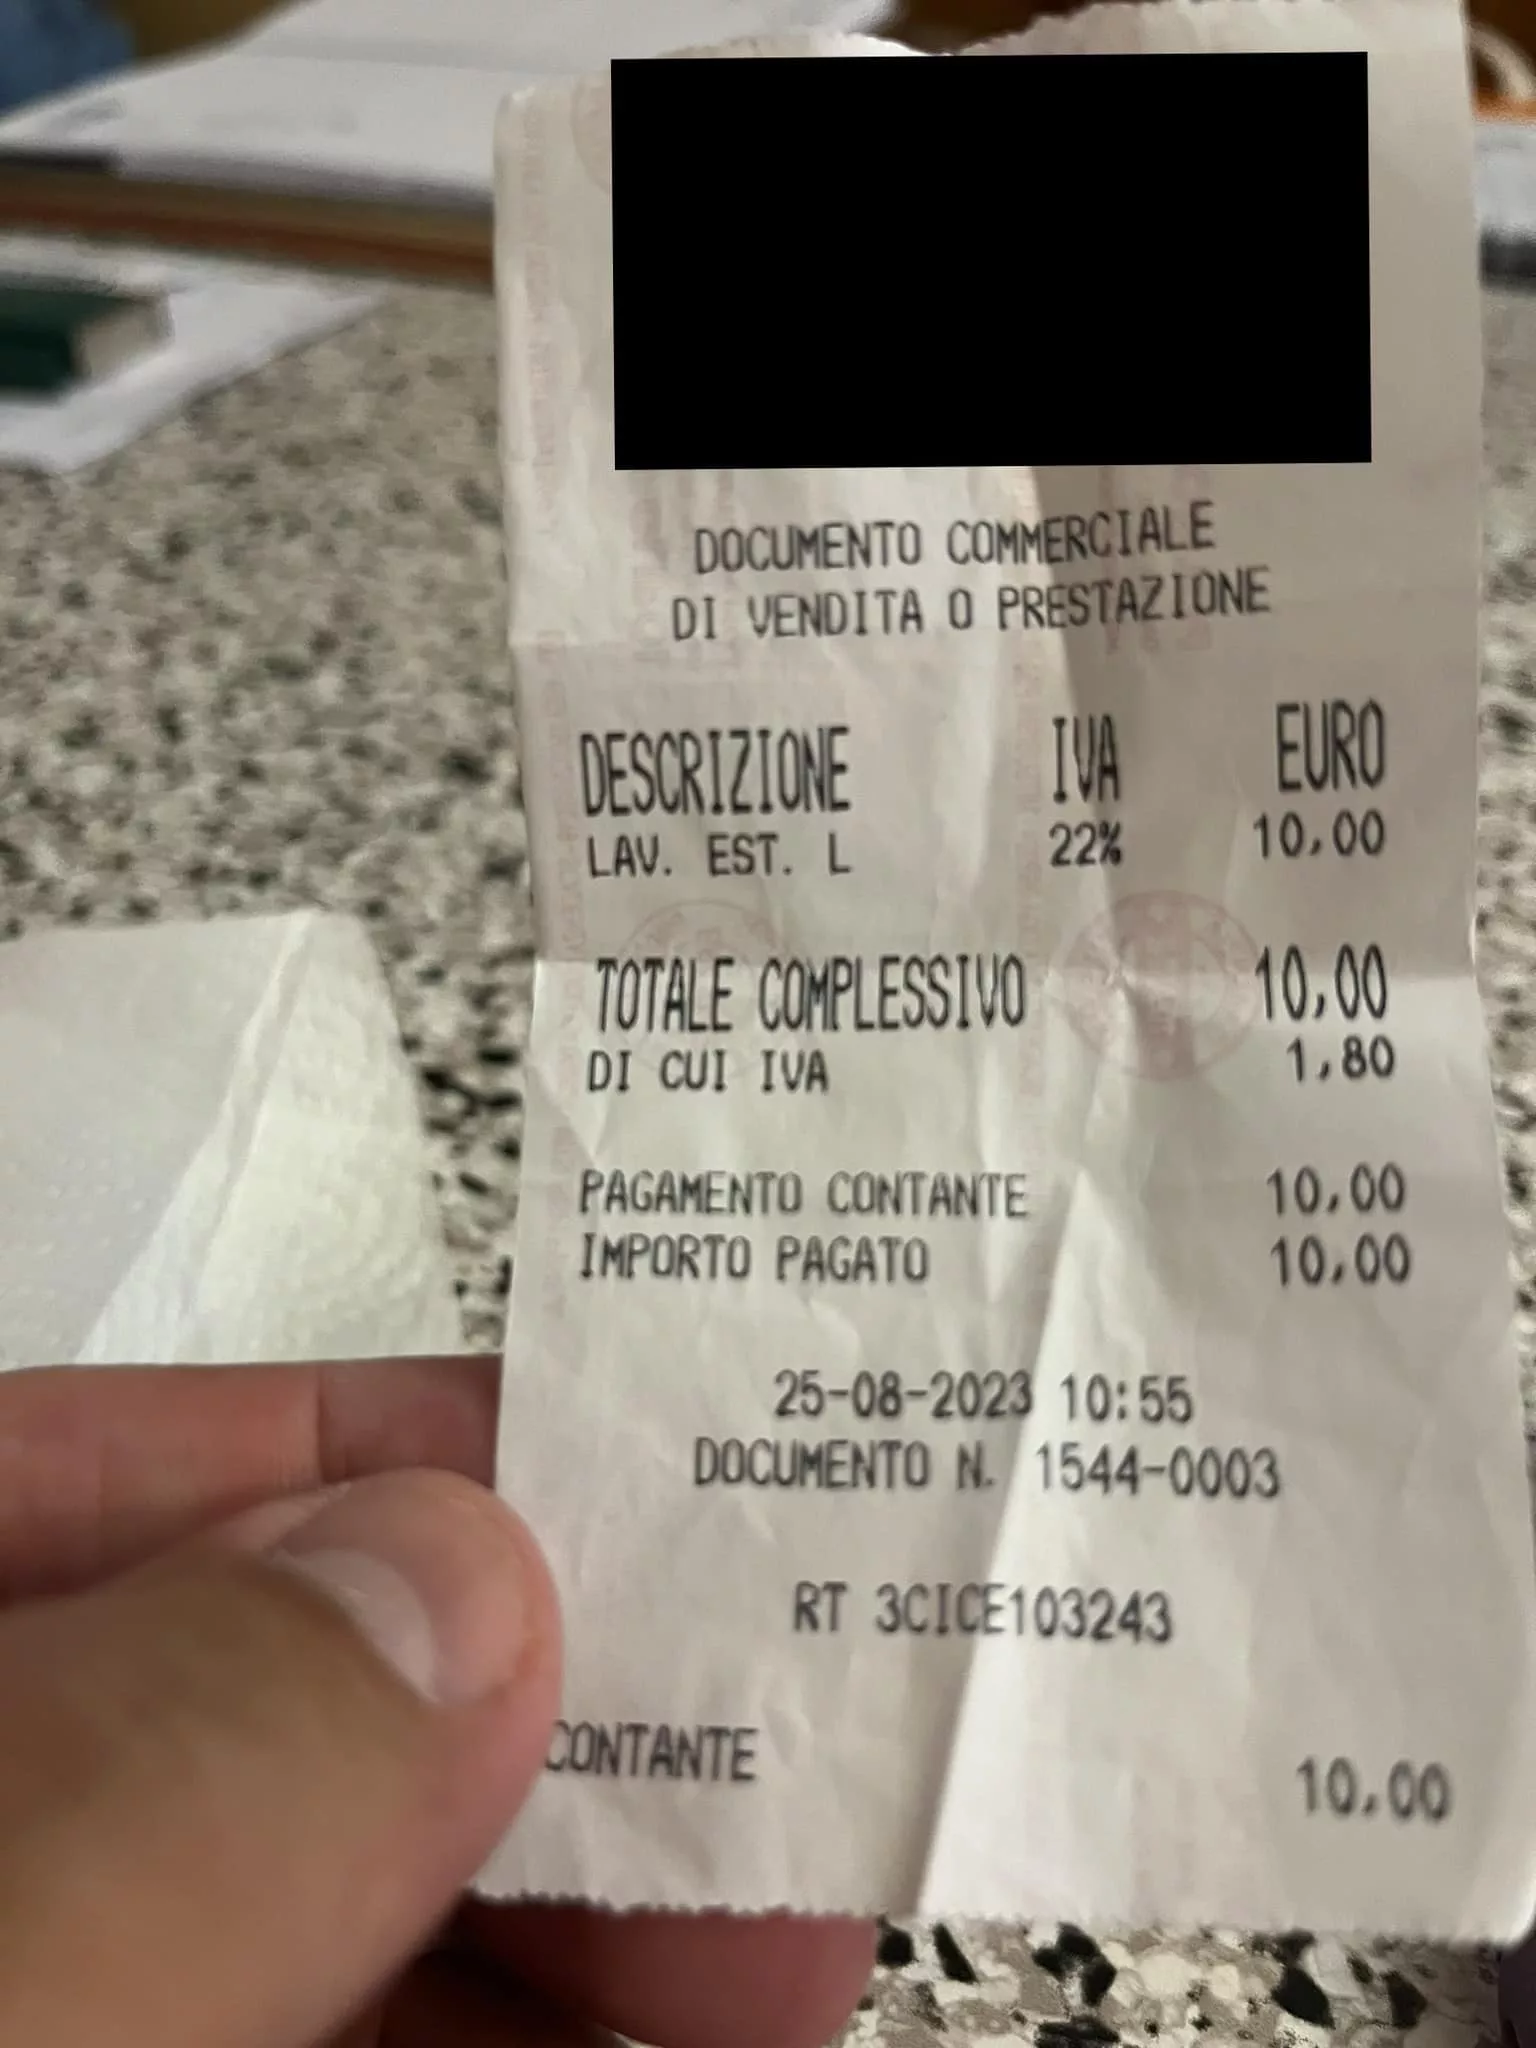 DOCUMENTO COMMERCIALE
DI VENDITA O PRESTAZIONE
DESCRIZIONE IVA EURO
LAV. EST. L 22% 10,00
TOTALE COMPLESSIVO 10,00
DI CUI IVA 1,80
PAGAMENTO CONTANTE 10,00
IMPORTO PAGATO 10,00
25-08-2023 10:55
DOCUMENTO N. 1544-0003
RT 3CICE103243
CONTANTE 10,00